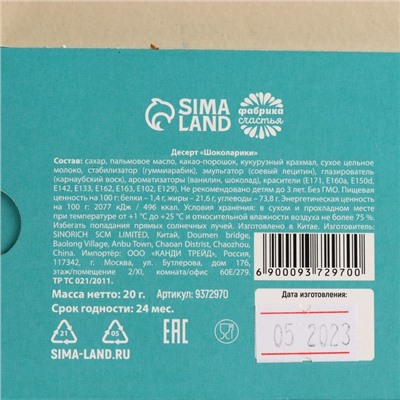 SIMA
LAND
фабрика
счастья
Десерт «Шоколарики»
Состав: сахар, пальмовое масло, какао-порошок, кукурузный крахмал, сухое цельное
молоко, стабилизатор (гуммиарабик), эмульгатор (соевый лецитин), глазирователь
(карнаубский воск), ароматизаторы (ванилин, шоколад), красители (E171, E160a, E150d,
E142, E133, E162, E163, E102, E129). Не рекомендовано детям до 3 лет. Без ГМО. Пищевая
ценность на 100 г: белки – 1,4 г, жиры – 21,6 г, углеводы – 73,8 г. Энергетическая ценность
на 100 г: 2077 кДж / 496 ккал. Условия хранения: в сухом и прохладном месте
при температуре от +1 °C до +25 °C и относительной влажности воздуха не более 75 %.
Избегать попадания прямых солнечных лучей. Изготовлено в Китае. Изготовитель:
SINORICH SCM LIMITED, Китай, Doumen bridge,
Baolong Village, Anbu Town, Chaoan District, Chaozhou,
China. Импортёр: ООО «КАНДИ ТРЕЙД», Россия,
117342, г. Москва, ул. Бутлерова, дом 17Б,
этаж/помещение 2/XI, комната/офис 60E/279.
ТР ТС 021/2011.
6 900093 729700
Масса нетто: 20 г. Артикул: 9372970
Срок годности: 24 мес.
Дата изготовления:
05 2023
21
05
EAC
SIMA-LAND.RU